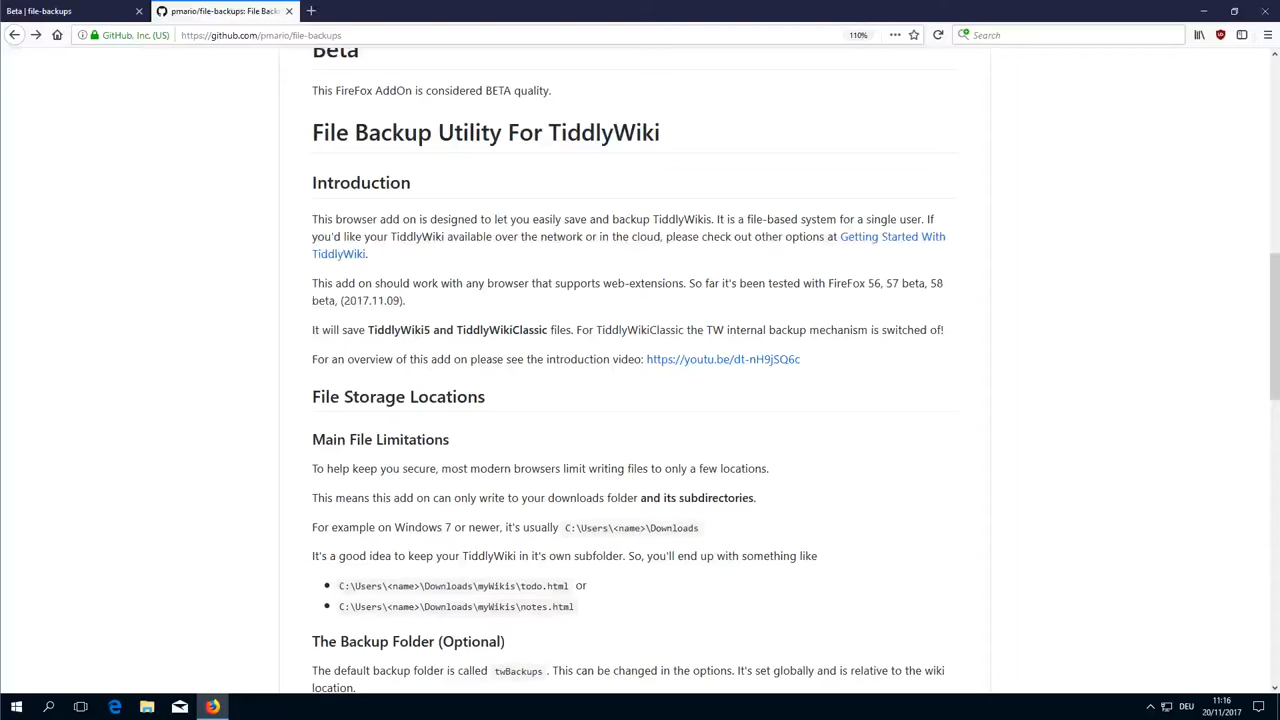 Beta | file-backups
pmario/file-backups: File Back
GitHub, Inc. (US)
https://github.com/pmario/file-backups
110%
Search
Beta
This FireFox AddOn is considered BETA quality.
File Backup Utility For TiddlyWiki
Introduction
This browser add on is designed to let you easily save and backup TiddlyWikis. It is a file-based system for a single user. If
you'd like your TiddlyWiki available over the network or in the cloud, please check out other options at Getting Started With
TiddlyWiki.
This add on should work with any browser that supports web-extensions. So far it's been tested with FireFox 56, 57 beta, 58
beta, (2017.11.09).
It will save TiddlyWiki5 and TiddlyWikiClassic files. For TiddlyWikiClassic the TW internal backup mechanism is switched of!
For an overview of this add on please see the introduction video: https://youtu.be/dt-nH9jSQ6c
File Storage Locations
Main File Limitations
To help keep you secure, most modern browsers limit writing files to only a few locations.
This means this add on can only write to your downloads folder and its subdirectories.
For example on Windows 7 or newer, it's usually C:\Users\<name>\Downloads
It's a good idea to keep your TiddlyWiki in it's own subfolder. So, you'll end up with something like
C:\Users\<name>\Downloads\myWikis\todo.html or
C:\Users\<name>\Downloads\myWikis\notes.html
The Backup Folder (Optional)
The default backup folder is called twBackups . This can be changed in the options. It's set globally and is relative to the wiki
location.
DEU
11:16
20/11/2017